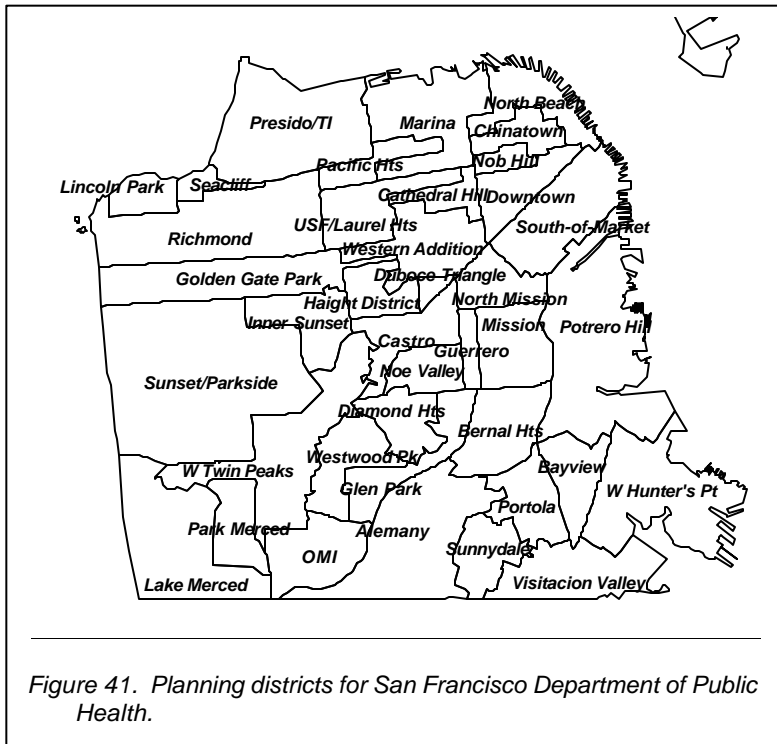 North Beach
Presido/TI
Marina
Chinatown
Pacific Hts
Nob Hill
Lincoln Park
Seacliff
Cathedral Hill
Downtown
USF/Laurel Hts
South-of-Market
Richmond
Western Addition
Golden Gate Park
Duboce Triangle
Haight District
North Mission
Inner Sunset
Mission
Potrero Hill
Castro
Guerrero
Noe Valley
Sunset/Parkside
Diamond Hts
Bernal Hts
Westwood Pk
W Twin Peaks
Bayview
Glen Park
W Hunter's Pt
Portola
Park Merced
Alemany
OMI
Sunnydale
Lake Merced
Visitacion Valley
Figure 41. Planning districts for San Francisco Department of Public
Health.